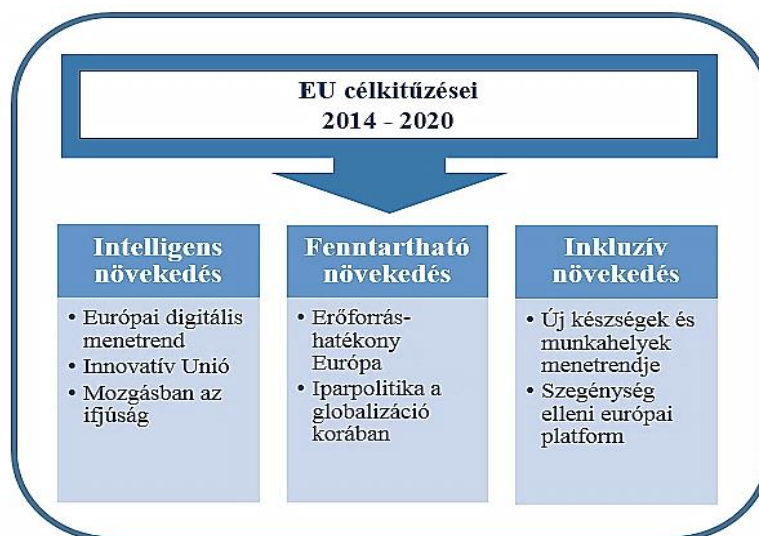 EU célkitűzései
2014 - 2020
Intelligens
növekedés
• Európai digitális
menetrend
• Innovatív Unió
• Mozgásban az
ifjúság
Fenntartható
növekedés
• Erőforrás-
hatékony
Európa
• Iparpolitika a
globalizáció
korában
Inkluzív
növekedés
• Új készségek és
munkahelyek
menetrendje
• Szegénység
elleni európai
platform